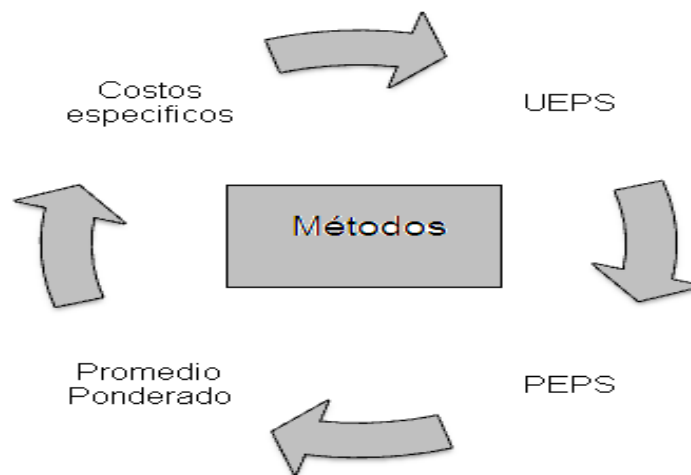 Costos
especificos
UEPS
Métodos
Promedio
Ponderado
PEPS